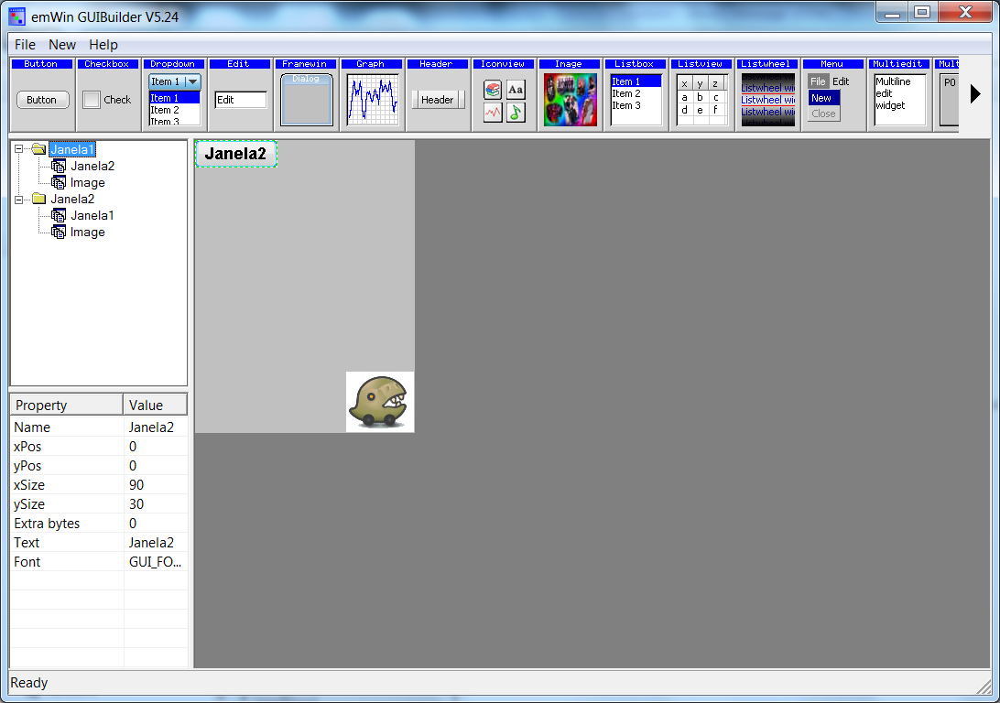 emWin GUIBuilder V5.24
File New Help
Button Checkbox Dropdown Edit Framewin Graph Header Iconview Image Listbox Listview Listwheel Menu Multiedit Mult
Button Check Item 1 Edit Dialog Header Aa Item 1 x y z Listwheel wi File Edit Multiline P0
Item 1 Item 2 a b c Listwheel wi New edit
Item 2 Item 3 d e f Listwheel wi Close widget
Item 3
Janela1
Janela2
Image
Janela2
Janela1
Image
Janela2
Property Value
Name Janela2
xPos 0
yPos 0
xSize 90
ySize 30
Extra bytes 0
Text Janela2
Font GUI_FO...
Ready